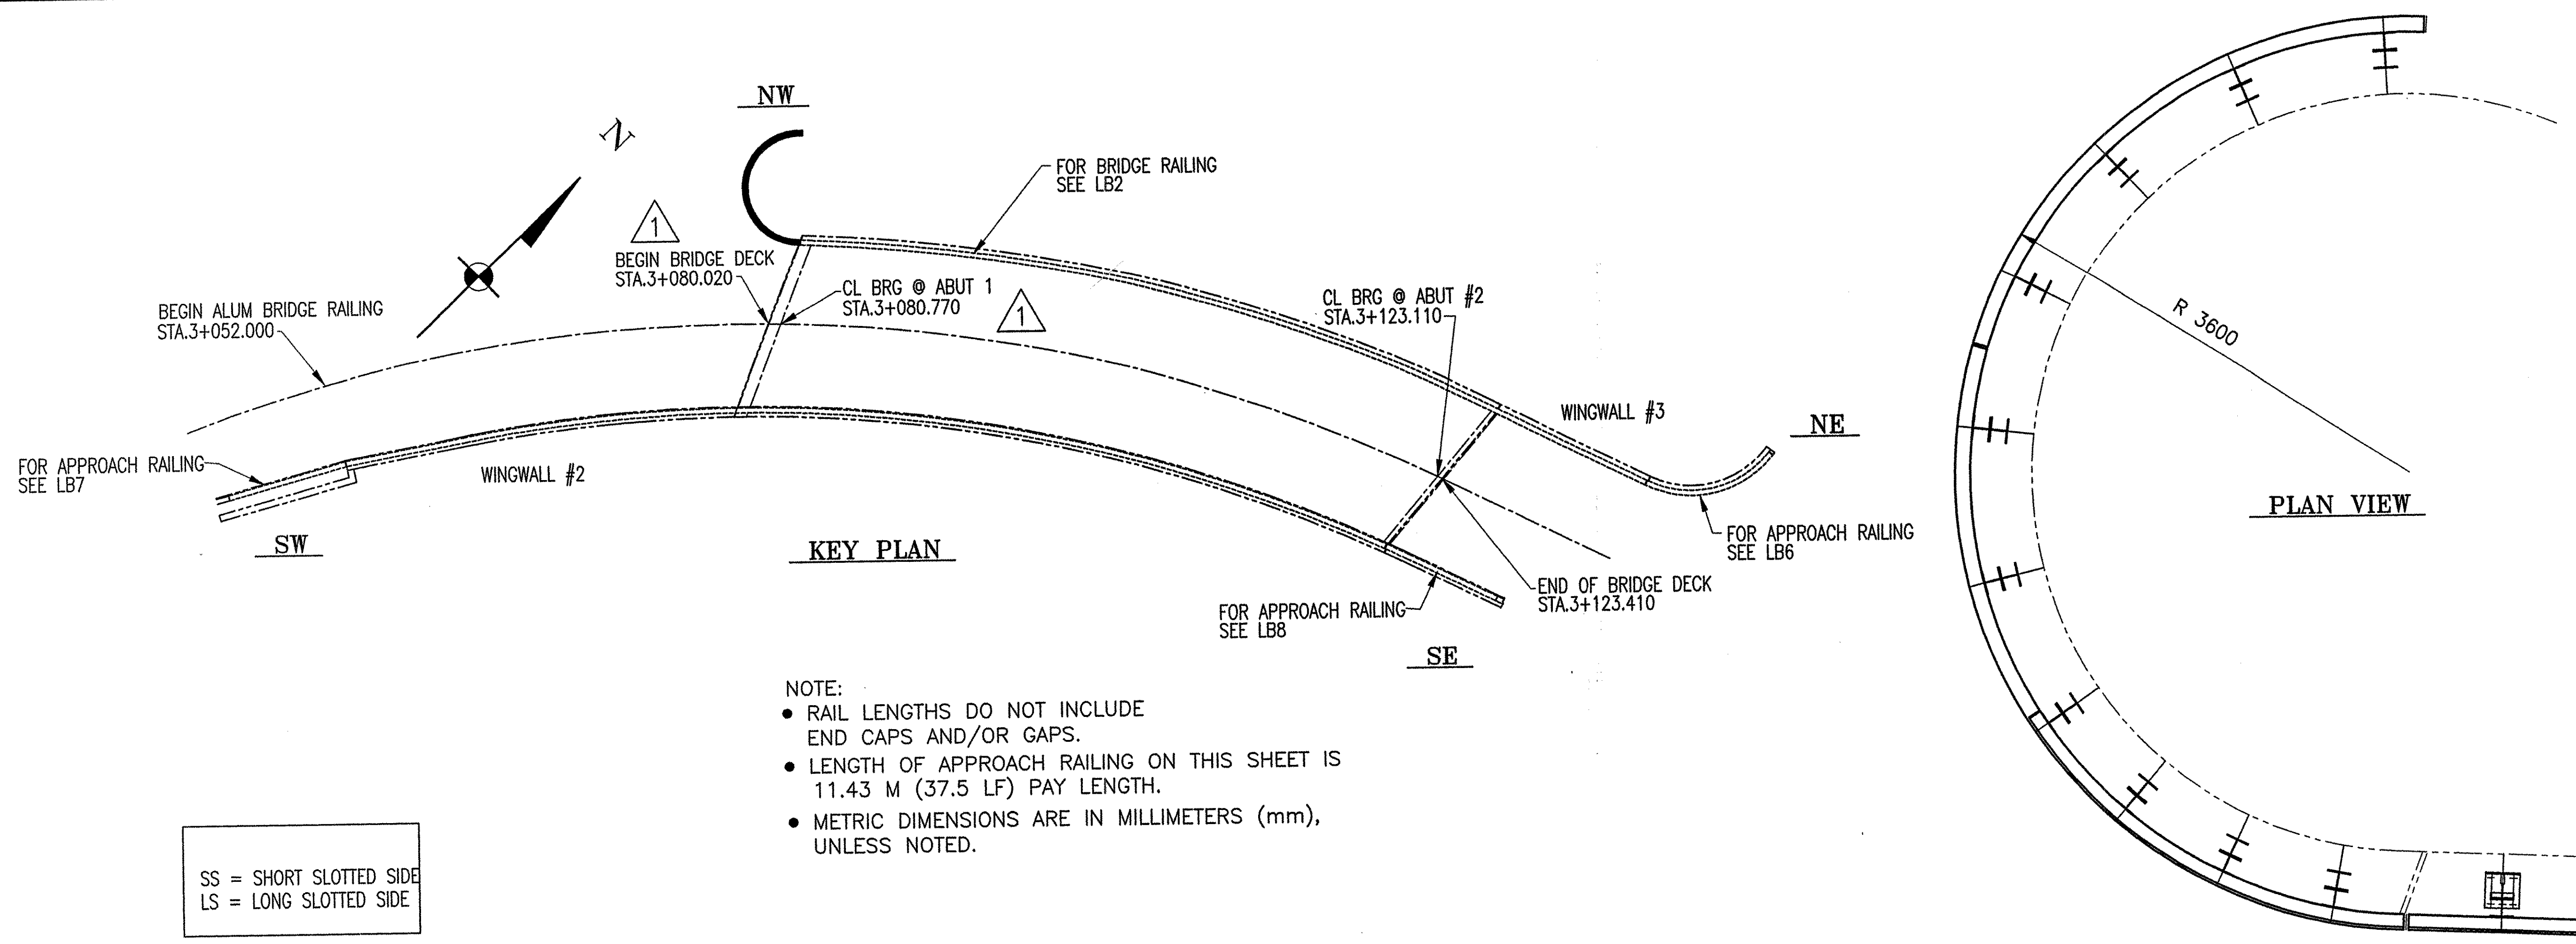 NW
N
1
FOR BRIDGE RAILING
SEE LB2
BEGIN BRIDGE DECK
STA.3+080.020
CL BRG @ ABUT 1
STA.3+080.770
1
CL BRG @ ABUT #2
STA.3+123.110
BEGIN ALUM BRIDGE RAILING
STA.3+052.000
R 3600
WINGWALL #3
NE
FOR APPROACH RAILING
SEE LB7
WINGWALL #2
SW
KEY PLAN
FOR APPROACH RAILING
SEE LB6
PLAN VIEW
END OF BRIDGE DECK
STA.3+123.410
FOR APPROACH RAILING
SEE LB8
SE
NOTE:
● RAIL LENGTHS DO NOT INCLUDE
END CAPS AND/OR GAPS.
● LENGTH OF APPROACH RAILING ON THIS SHEET IS
11.43 M (37.5 LF) PAY LENGTH.
● METRIC DIMENSIONS ARE IN MILLIMETERS (mm),
UNLESS NOTED.
SS = SHORT SLOTTED SIDE
LS = LONG SLOTTED SIDE